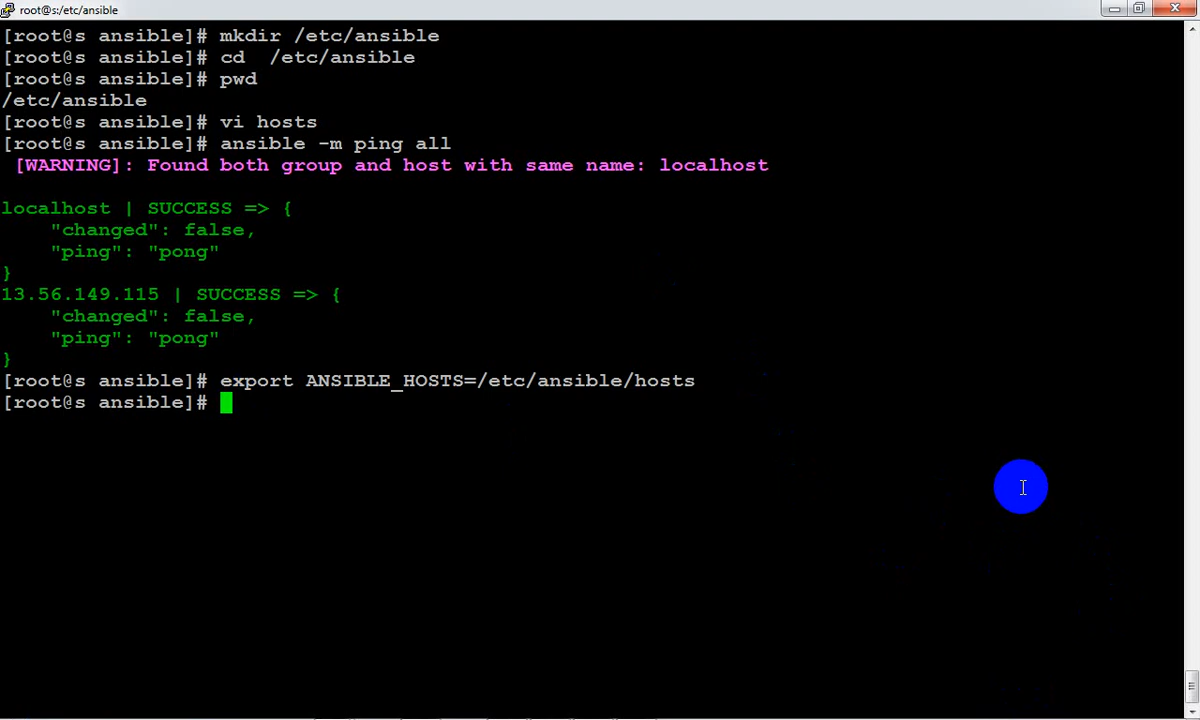 root@s:/etc/ansible
[root@s ansible]# mkdir /etc/ansible
[root@s ansible]# cd  /etc/ansible
[root@s ansible]# pwd
/etc/ansible
[root@s ansible]# vi hosts
[root@s ansible]# ansible -m ping all
 [WARNING]: Found both group and host with same name: localhost
localhost | SUCCESS => {
    "changed": false,
    "ping": "pong"
}
13.56.149.115 | SUCCESS => {
    "changed": false,
    "ping": "pong"
}
[root@s ansible]# export ANSIBLE_HOSTS=/etc/ansible/hosts
[root@s ansible]#